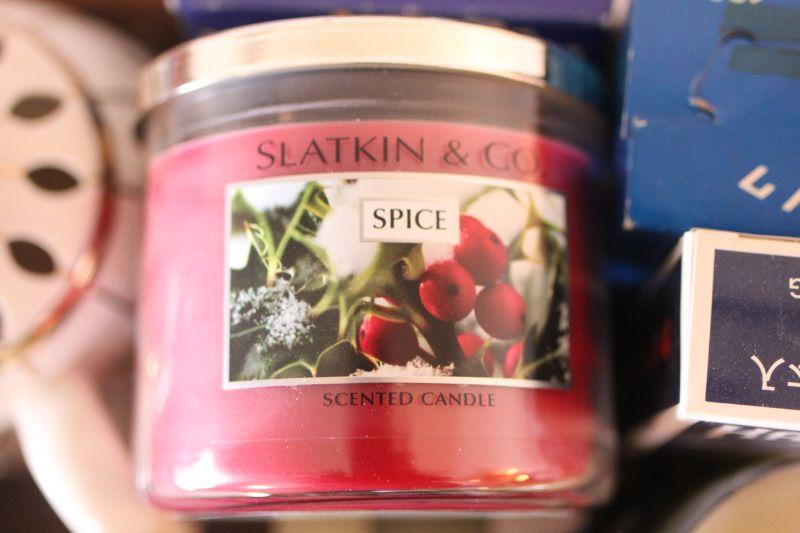 SLATKIN & CO.
SPICE
SCENTED CANDLE